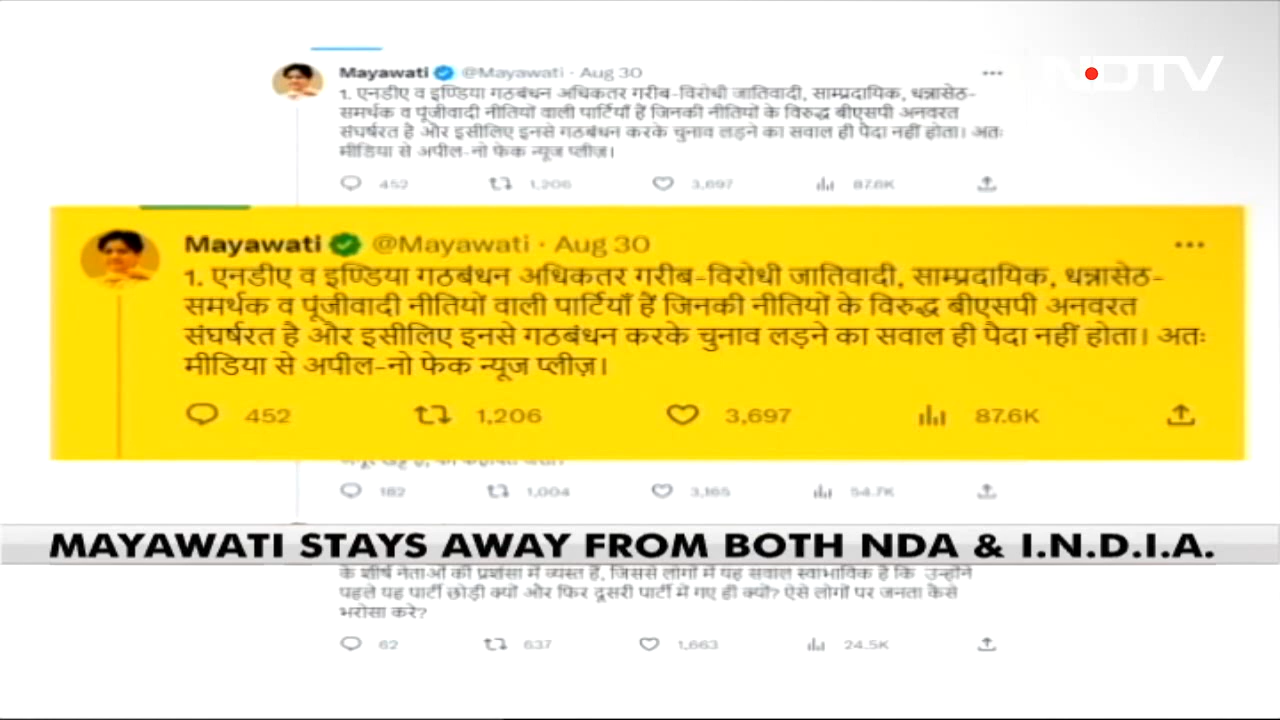 NDTV
Mayawati @Mayawati · Aug 30
1. एनडीए व इण्डिया गठबंधन अधिकतर गरीब-विरोधी जातिवादी, साम्प्रदायिक, धन्नासेठ-
समर्थक व पूंजीवादी नीतियों वाली पार्टियाँ हैं जिनकी नीतियों के विरुद्ध बीएसपी अनवरत
संघर्षरत है और इसीलिए इनसे गठबंधन करके चुनाव लड़ने का सवाल ही पैदा नहीं होता। अतः
मीडिया से अपील-नो फेक न्यूज प्लीज़।
452 1,206 3,697 87.6K
Mayawati @Mayawati · Aug 30
1. एनडीए व इण्डिया गठबंधन अधिकतर गरीब-विरोधी जातिवादी, साम्प्रदायिक, धन्नासेठ-
समर्थक व पूंजीवादी नीतियों वाली पार्टियाँ हैं जिनकी नीतियों के विरुद्ध बीएसपी अनवरत
संघर्षरत है और इसीलिए इनसे गठबंधन करके चुनाव लड़ने का सवाल ही पैदा नहीं होता। अतः
मीडिया से अपील-नो फेक न्यूज प्लीज़।
452 1,206 3,697 87.6K
182 1,004 3,165 54.7K
MAYAWATI STAYS AWAY FROM BOTH NDA & I.N.D.I.A.
के शीर्ष नेताओं की प्रशंसा में व्यस्त हैं, जिससे लोगों में यह सवाल स्वाभाविक है कि उन्होंने
पहले यह पार्टी छोड़ी क्यों और फिर दूसरी पार्टी में गए ही क्यों? ऐसे लोगों पर जनता कैसे
भरोसा करे?
62 637 1,663 24.5K